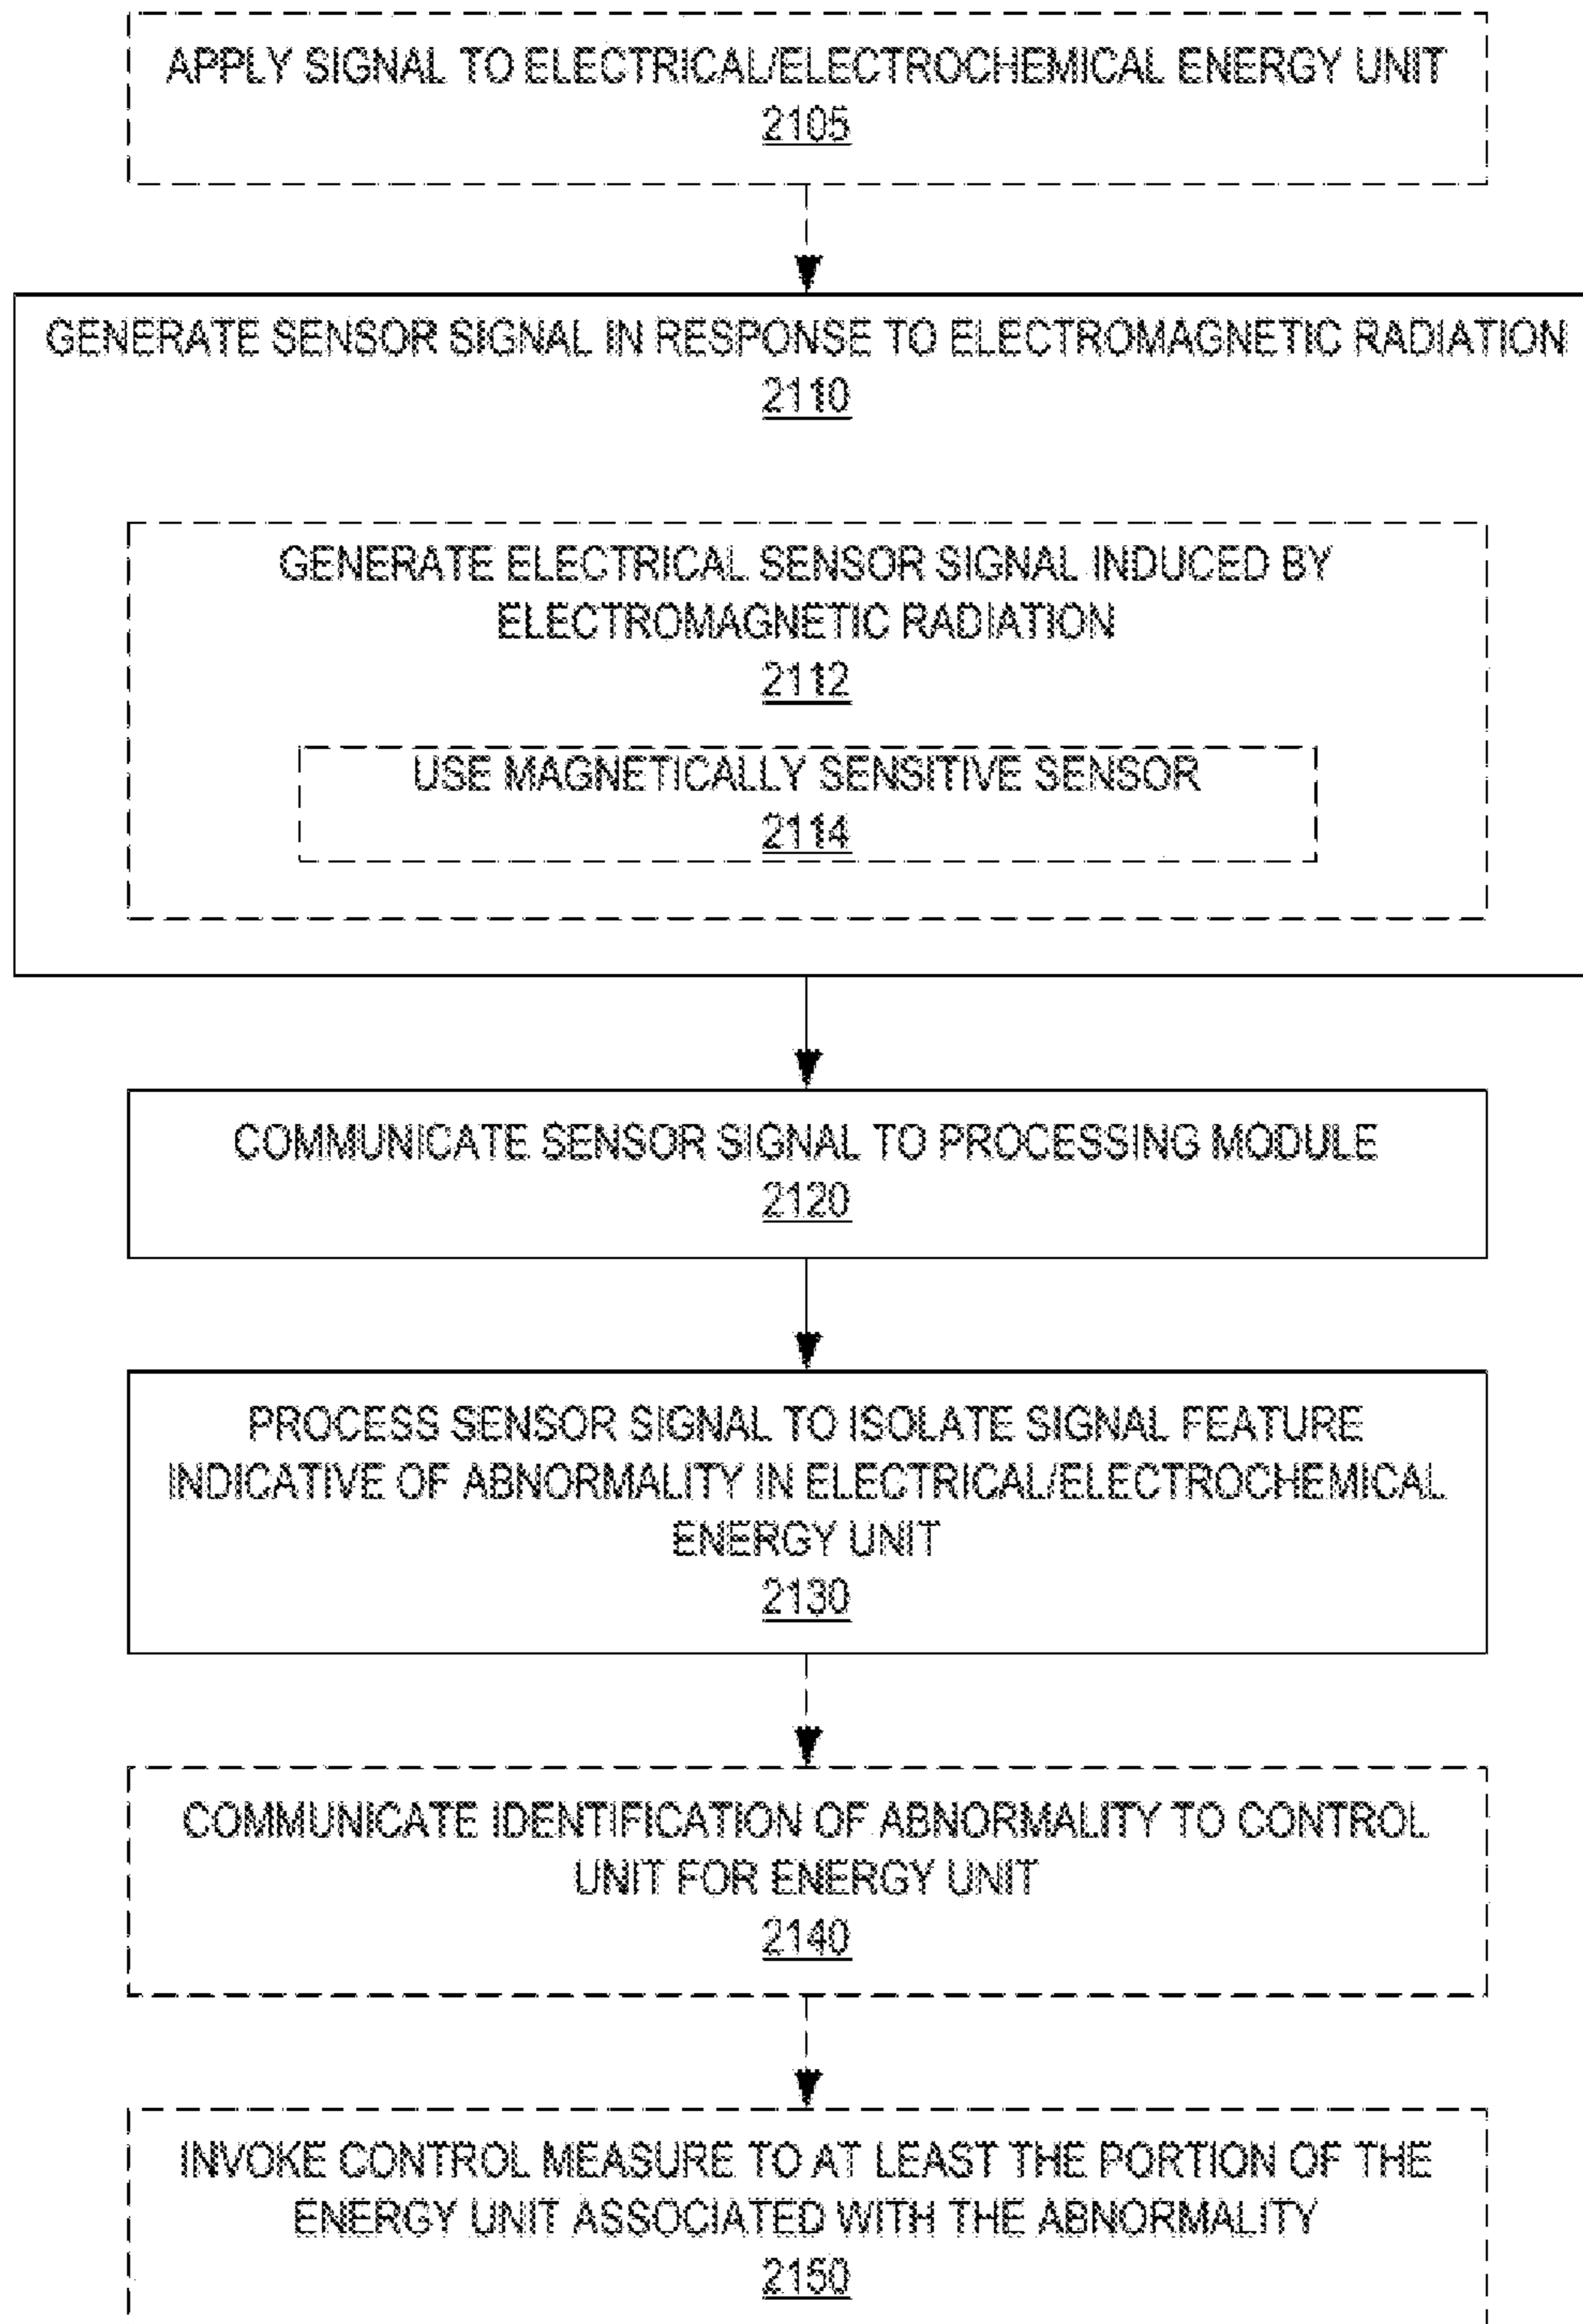 APPLY SIGNAL TO ELECTRICAL/ELECTROCHEMICAL ENERGY UNIT
2105
GENERATE SENSOR SIGNAL IN RESPONSE TO ELECTROMAGNETIC RADIATION
2110
GENERATE ELECTRICAL SENSOR SIGNAL INDUCED BY
ELECTROMAGNETIC RADIATION
2112
USE MAGNETICALLY SENSITIVE SENSOR
2114
COMMUNICATE SENSOR SIGNAL TO PROCESSING MODULE
2120
PROCESS SENSOR SIGNAL TO ISOLATE SIGNAL FEATURE
INDICATIVE OF ABNORMALITY IN ELECTRICAL/ELECTROCHEMICAL
ENERGY UNIT
2130
COMMUNICATE IDENTIFICATION OF ABNORMALITY TO CONTROL
UNIT FOR ENERGY UNIT
2140
INVOKE CONTROL MEASURE TO AT LEAST THE PORTION OF THE
ENERGY UNIT ASSOCIATED WITH THE ABNORMALITY
2150